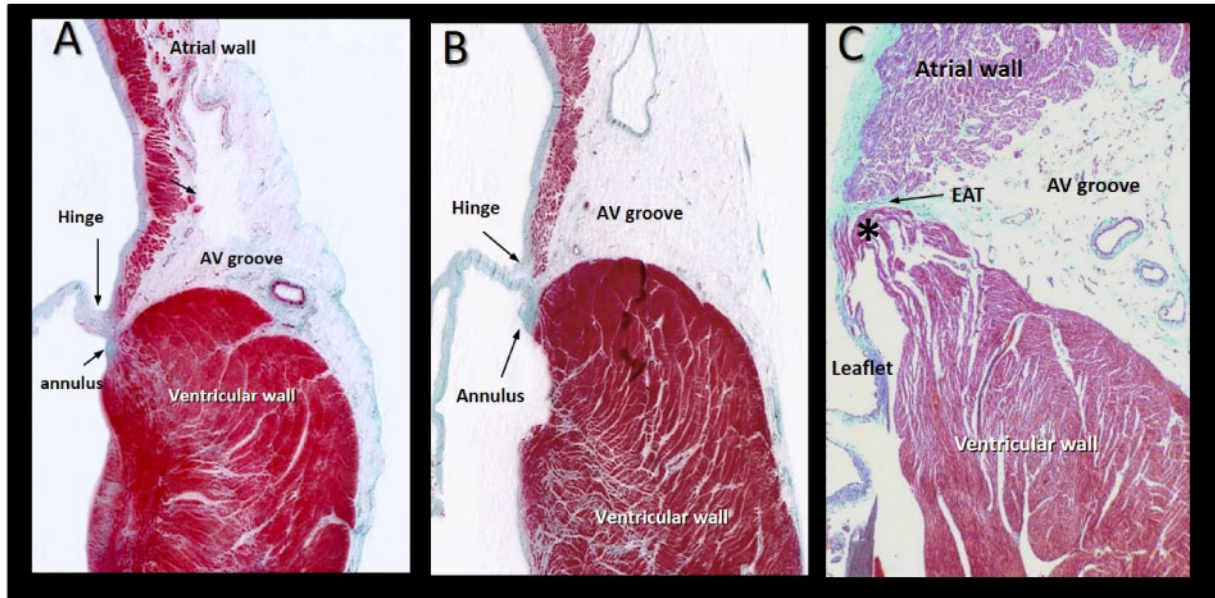 A
Atrial wall
Hinge
AV groove
annulus
Ventricular wall
B
Hinge
AV groove
Annulus
Ventricular wall
C
Atrial wall
EAT
AV groove
*
Leaflet
Ventricular wall